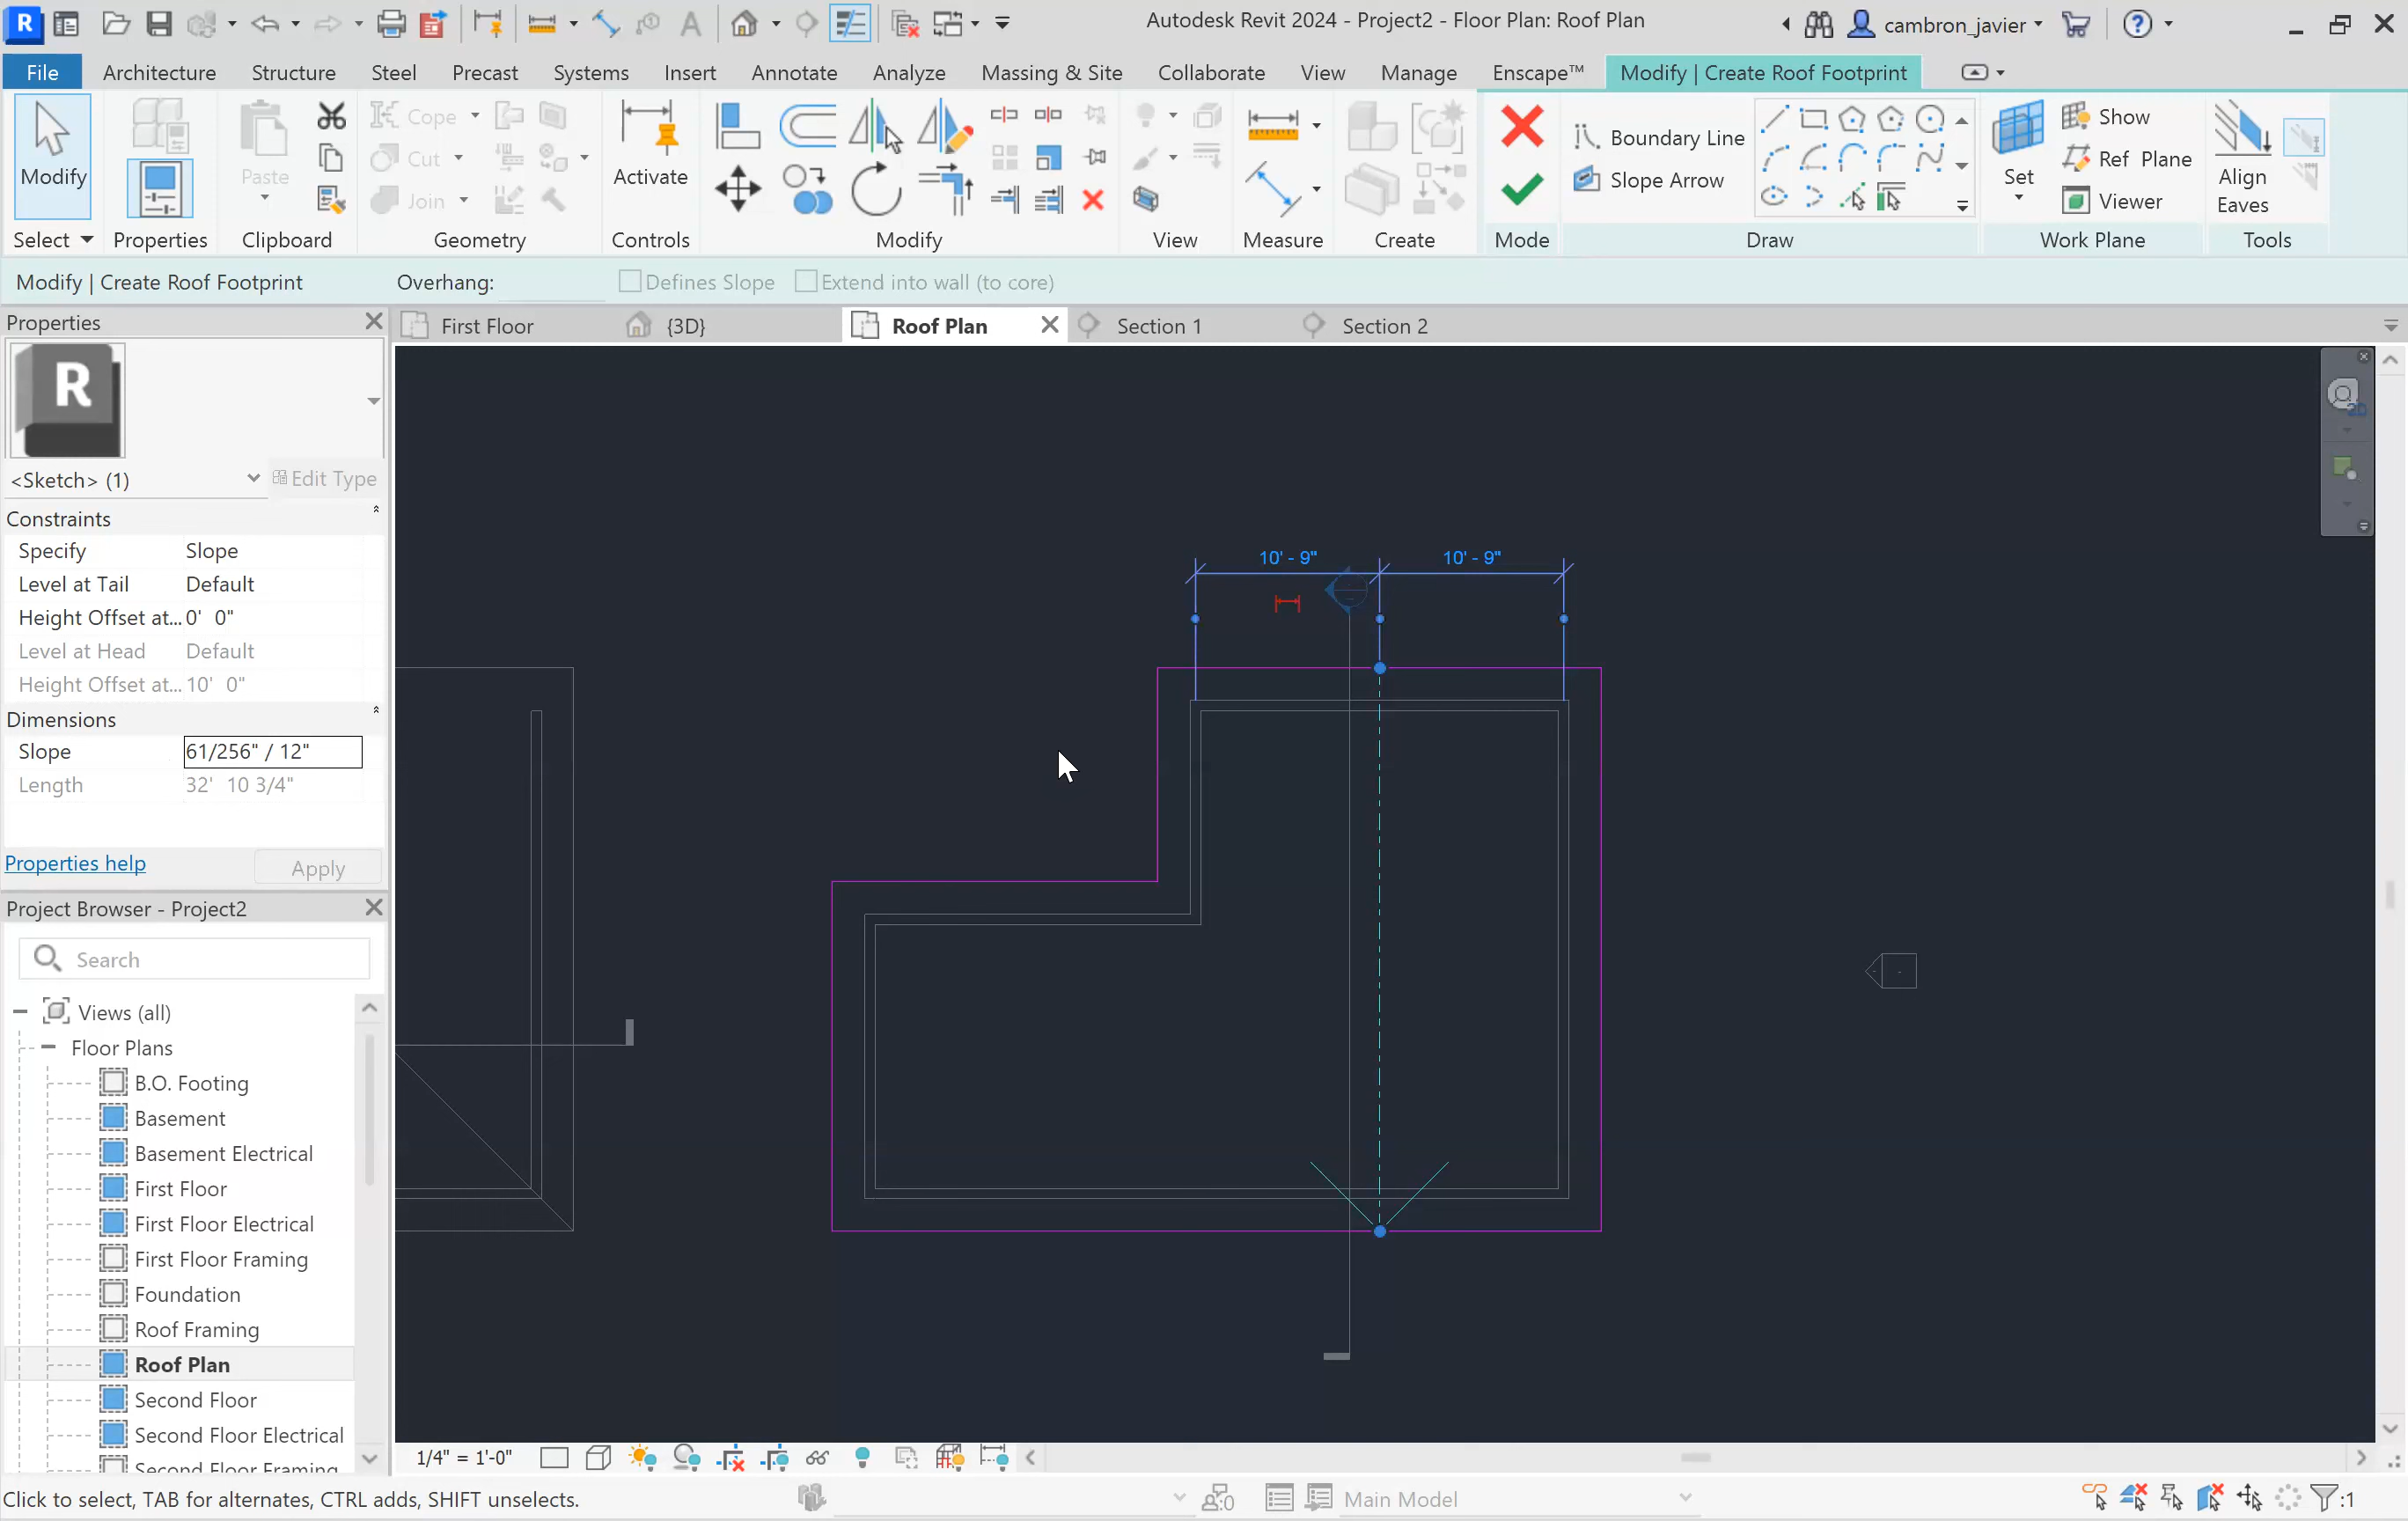 Autodesk Revit 2024 - Project2 - Floor Plan: Roof Plan
cambron_javier
File Architecture Structure Steel Precast Systems Insert Annotate Analyze Massing & Site Collaborate View Manage Enscape™ Modify | Create Roof Footprint
Modify
Paste
Cope
Cut
Join
Activate
Boundary Line
Slope Arrow
Set
Show
Ref Plane
Viewer
Align
Eaves
Select Properties Clipboard Geometry Controls Modify View Measure Create Mode Draw Work Plane Tools
Modify | Create Roof Footprint Overhang: Defines Slope Extend into wall (to core)
Properties
First Floor {3D} Roof Plan Section 1 Section 2
R
<Sketch> (1) Edit Type
Constraints
Specify Slope
Level at Tail Default
Height Offset at... 0' 0"
Level at Head Default
Height Offset at... 10' 0"
Dimensions
Slope 61/256" / 12"
Length 32' 10 3/4"
Properties help Apply
10' - 9" 10' - 9"
2D
Project Browser - Project2
Search
Views (all)
Floor Plans
B.O. Footing
Basement
Basement Electrical
First Floor
First Floor Electrical
First Floor Framing
Foundation
Roof Framing
Roof Plan
Second Floor
Second Floor Electrical
Second Floor Framing
1/4" = 1'-0"
Click to select, TAB for alternates, CTRL adds, SHIFT unselects. :0 Main Model :1